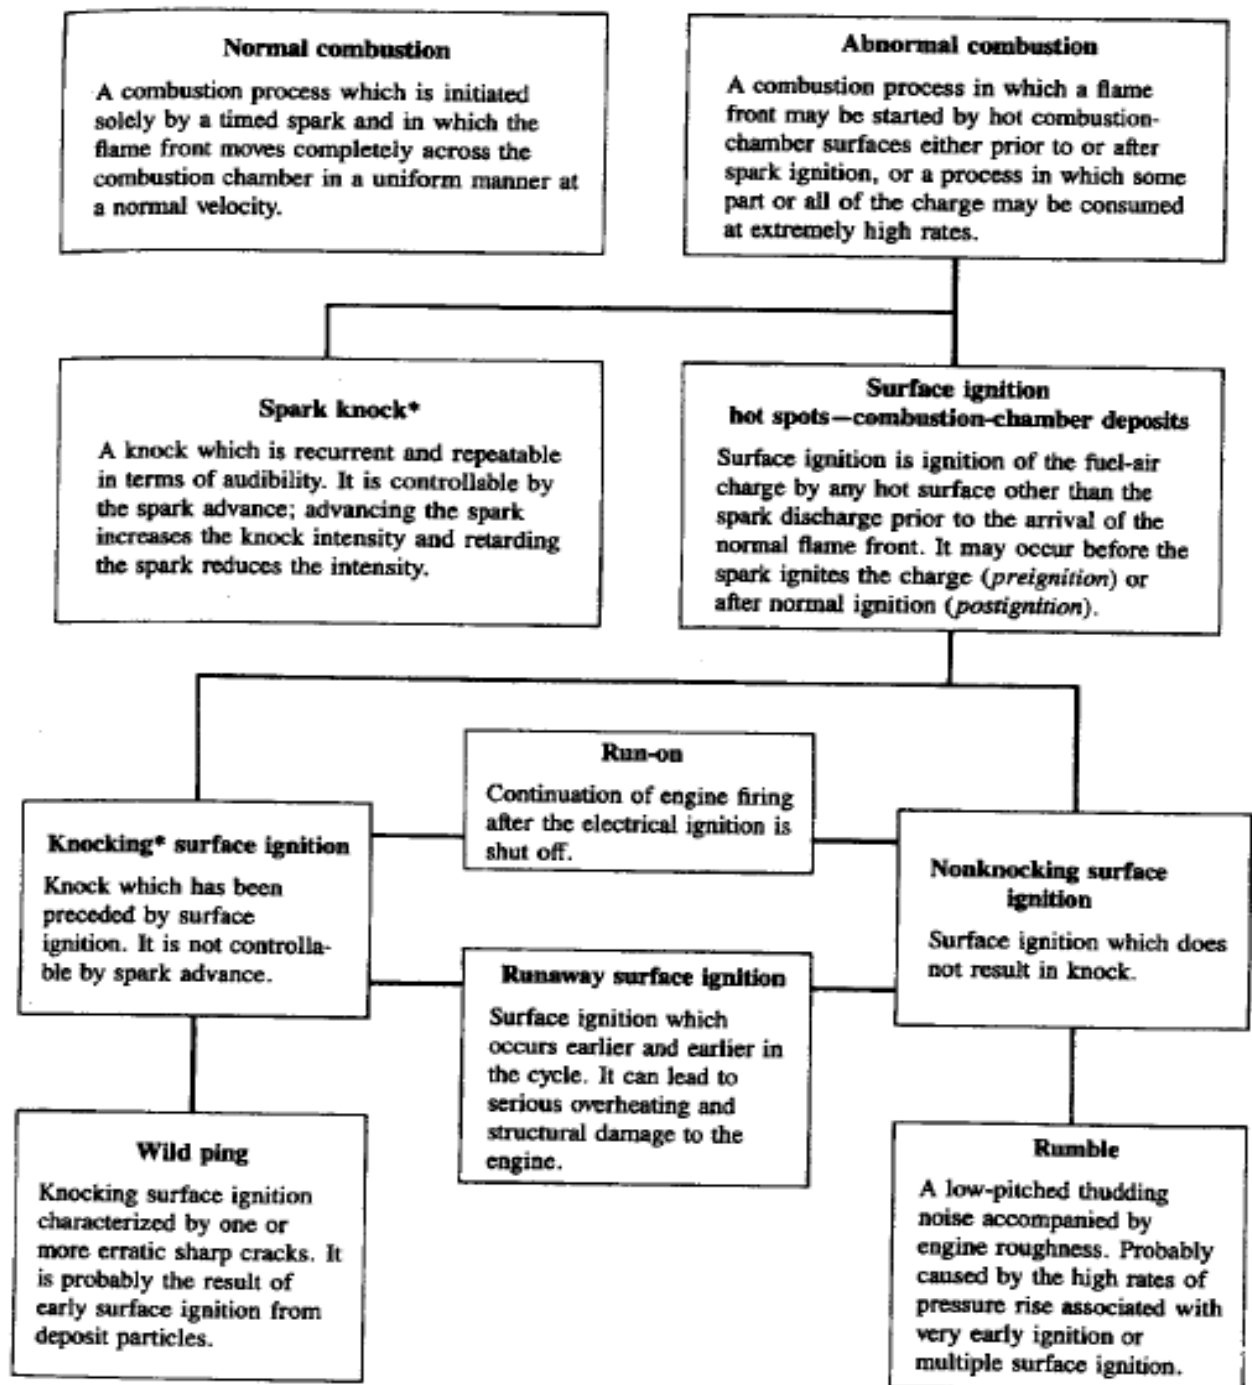 Normal combustion
A combustion process which is initiated
solely by a timed spark and in which the
flame front moves completely across the
combustion chamber in a uniform manner at
a normal velocity.
Abnormal combustion
A combustion process in which a flame
front may be started by hot combustion-
chamber surfaces either prior to or after
spark ignition, or a process in which some
part or all of the charge may be consumed
at extremely high rates.
Spark knock*
A knock which is recurrent and repeatable
in terms of audibility. It is controllable by
the spark advance; advancing the spark
increases the knock intensity and retarding
the spark reduces the intensity.
Surface ignition
hot spots—combustion-chamber deposits
Surface ignition is ignition of the fuel-air
charge by any hot surface other than the
spark discharge prior to the arrival of the
normal flame front. It may occur before the
spark ignites the charge (preignition) or
after normal ignition (postignition).
Run-on
Continuation of engine firing
after the electrical ignition is
shut off.
Knocking* surface ignition
Knock which has been
preceded by surface
ignition. It is not controlla-
ble by spark advance.
Nonknocking surface
ignition
Surface ignition which does
not result in knock.
Runaway surface ignition
Surface ignition which
occurs earlier and earlier in
the cycle. It can lead to
serious overheating and
structural damage to the
engine.
Wild ping
Knocking surface ignition
characterized by one or
more erratic sharp cracks. It
is probably the result of
early surface ignition from
deposit particles.
Rumble
A low-pitched thudding
noise accompanied by
engine roughness. Probably
caused by the high rates of
pressure rise associated with
very early ignition or
multiple surface ignition.